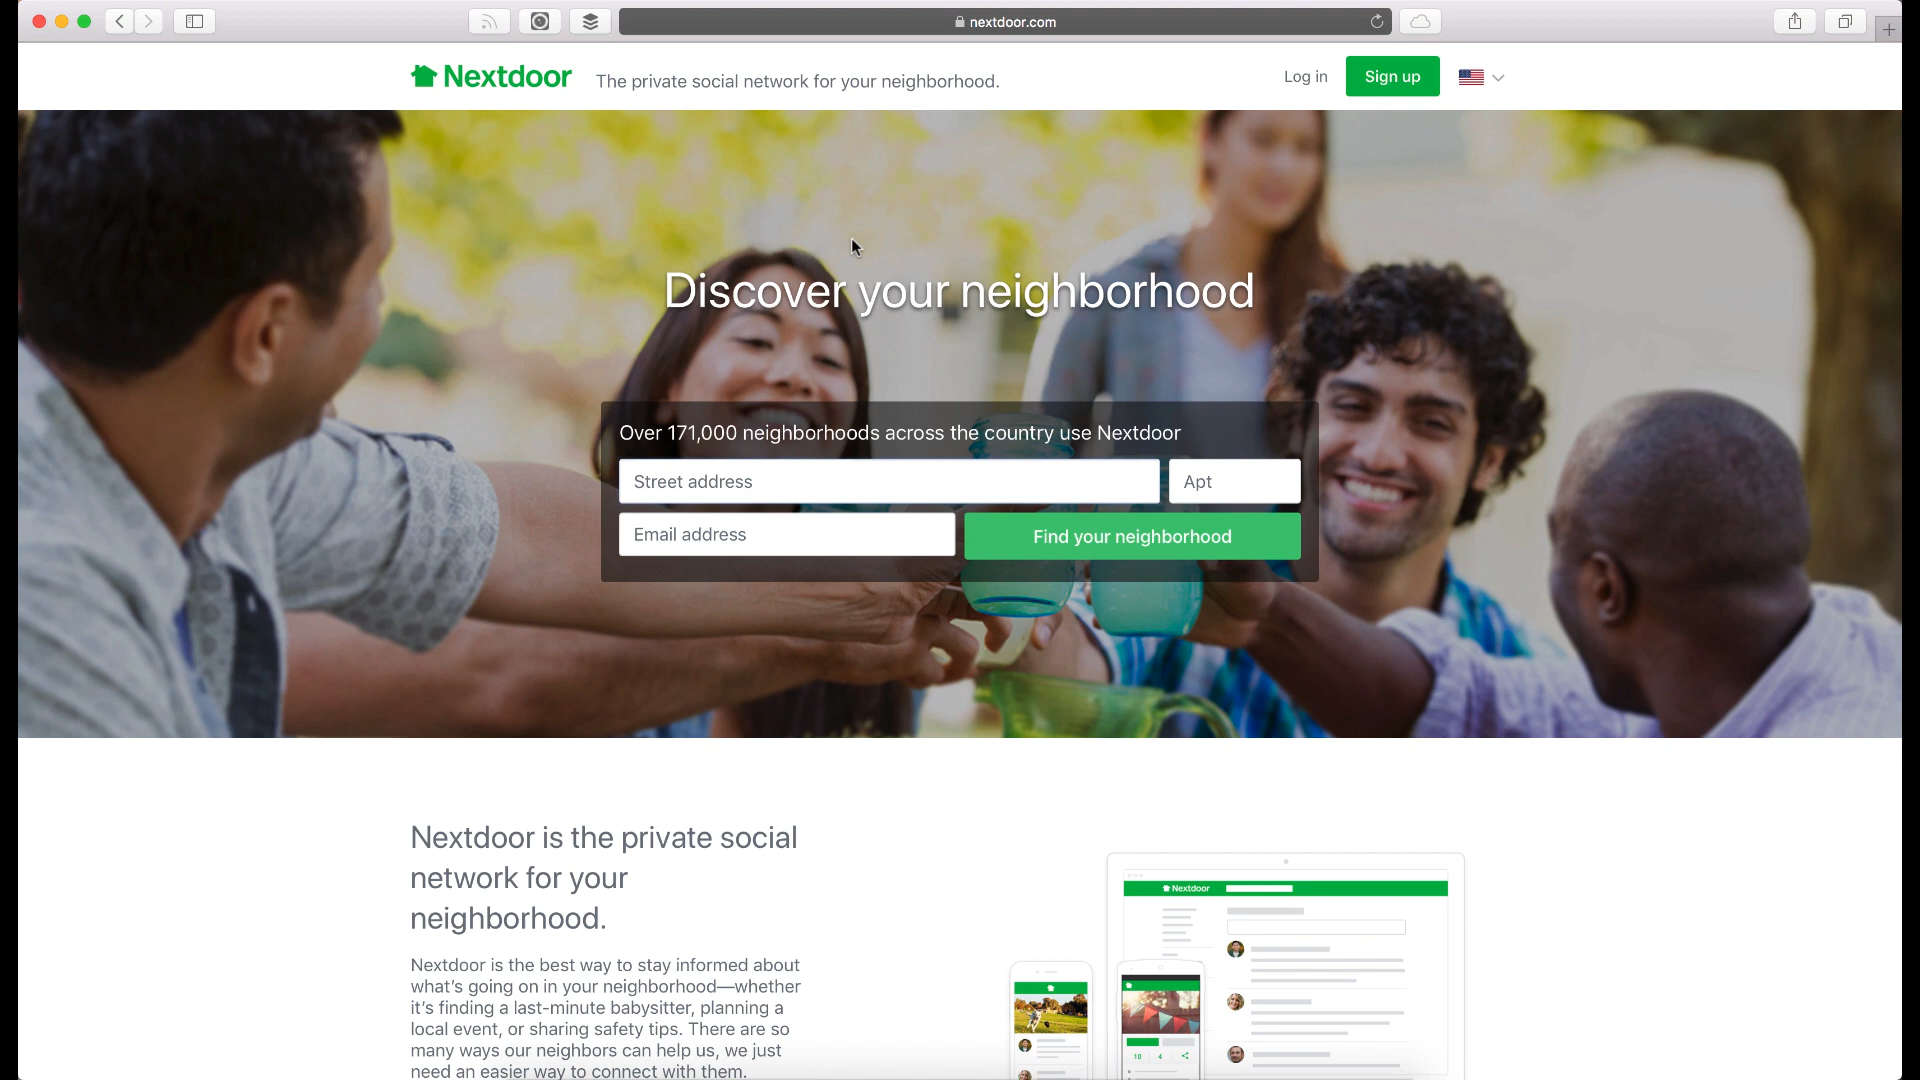 nextdoor.com
Nextdoor
The private social network for your neighborhood.
Log in
Sign up
Discover your neighborhood
Over 171,000 neighborhoods across the country use Nextdoor
Street address
Apt
Email address
Find your neighborhood
Nextdoor is the private social
network for your
neighborhood.
Nextdoor is the best way to stay informed about
what's going on in your neighborhood—whether
it's finding a last-minute babysitter, planning a
local event, or sharing safety tips. There are so
many ways our neighbors can help us, we just
need an easier way to connect with them.
Nextdoor
10 4